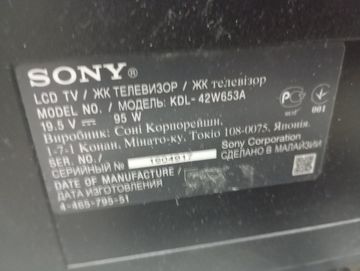 SONY®
LCD TV / ЖК ТЕЛЕВИЗОР / ЖК телевізор
MODEL NO. / МОДЕЛЬ: KDL-42W653A
19.5 V 95 W
Виробник: Соні Корпорейшн,
1-7-1 Конан, Мінато-ку, Токіо 108-0075, Японія.
Sony Corporation
SER. NO. / СЕРИЙНЫЙ № 1904917
СДЕЛАНО В МАЛАЙЗИИ
DATE OF MANUFACTURE /
ДАТА ИЗГОТОВЛЕНИЯ
4-465-795-51
001